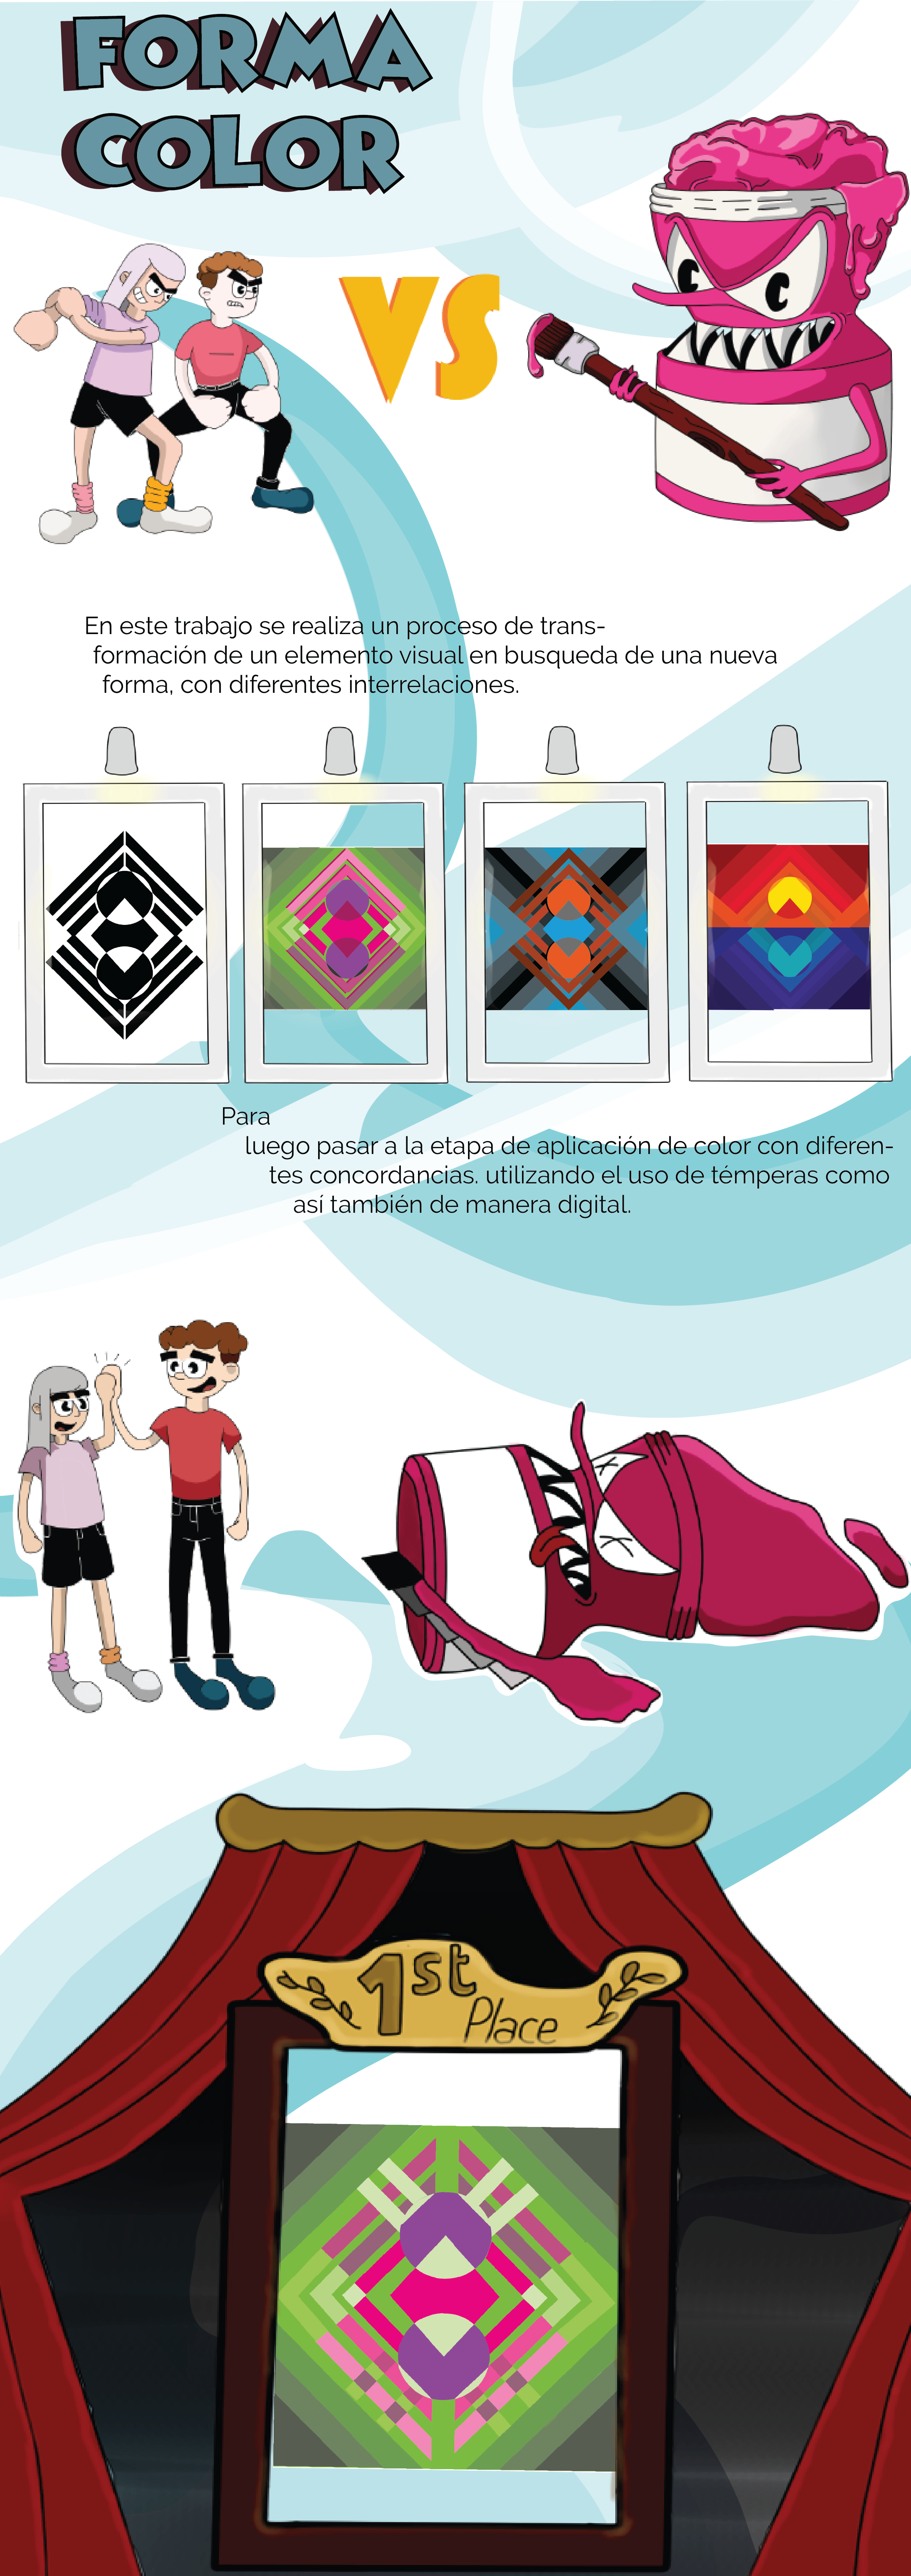 FORMA
COLOR
VS
En este trabajo se realiza un proceso de trans-
formación de un elemento visual en busqueda de una nueva
forma, con diferentes interrelaciones.
Para
luego pasar a la etapa de aplicación de color con diferen-
tes concordancias. utilizando el uso de témperas como
así también de manera digital.
1st
Place